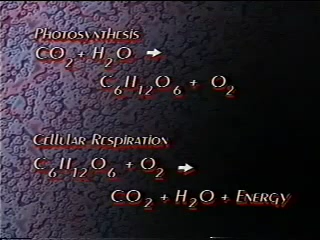 Photosynthesis
CO2 + H2O →
C6H12O6 + O2
Cellular Respiration
C6H12O6 + O2 →
CO2 + H2O + Energy